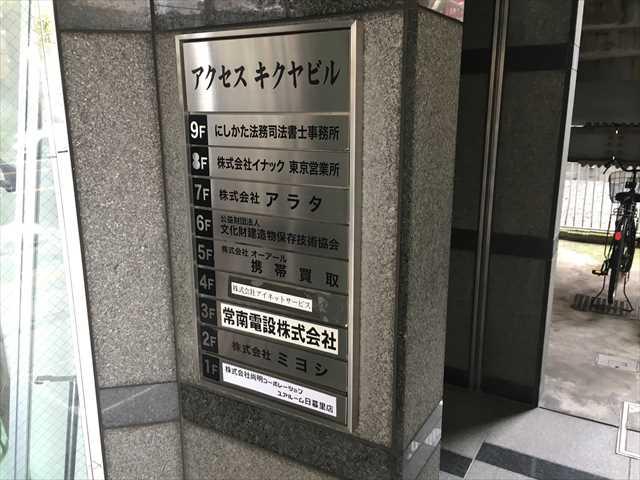 アクセス キクヤビル
9F にしかた法務司法書士事務所
8F 株式会社イナック 東京営業所
7F 株式会社 アラタ
6F 公益財団法人
文化財建造物保存技術協会
5F 株式会社 オーアール
携帯買取
4F 株式会社アイネットサービス
3F 常南電設株式会社
2F 株式会社 ミヨシ
1F 株式会社尚明コーポレーション
ユアルーム日暮里店